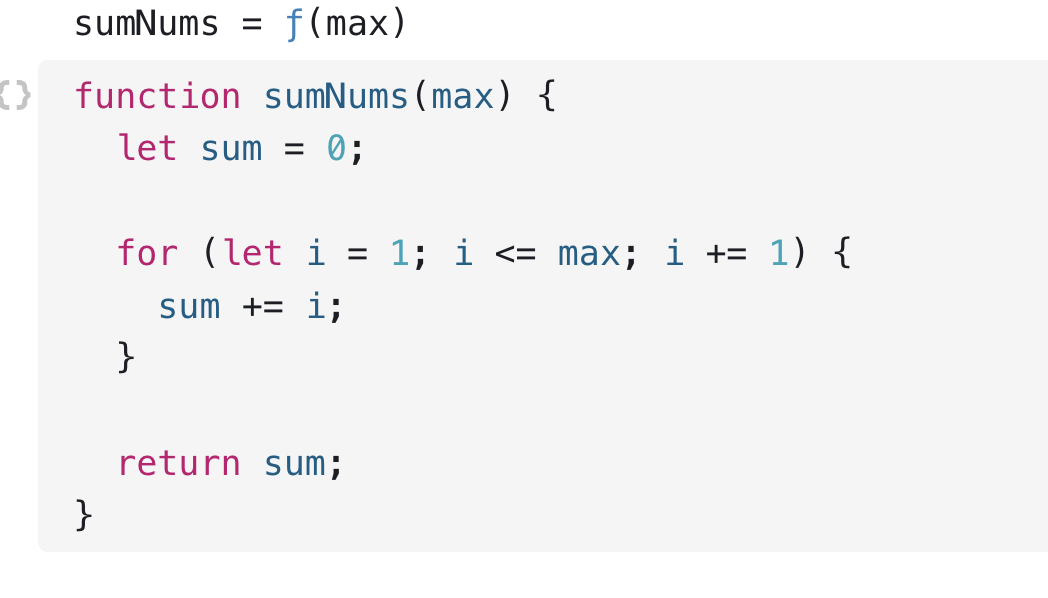 sumNums = ƒ(max)
{}
function sumNums(max) {
  let sum = 0;
  for (let i = 1; i <= max; i += 1) {
    sum += i;
  }
  return sum;
}